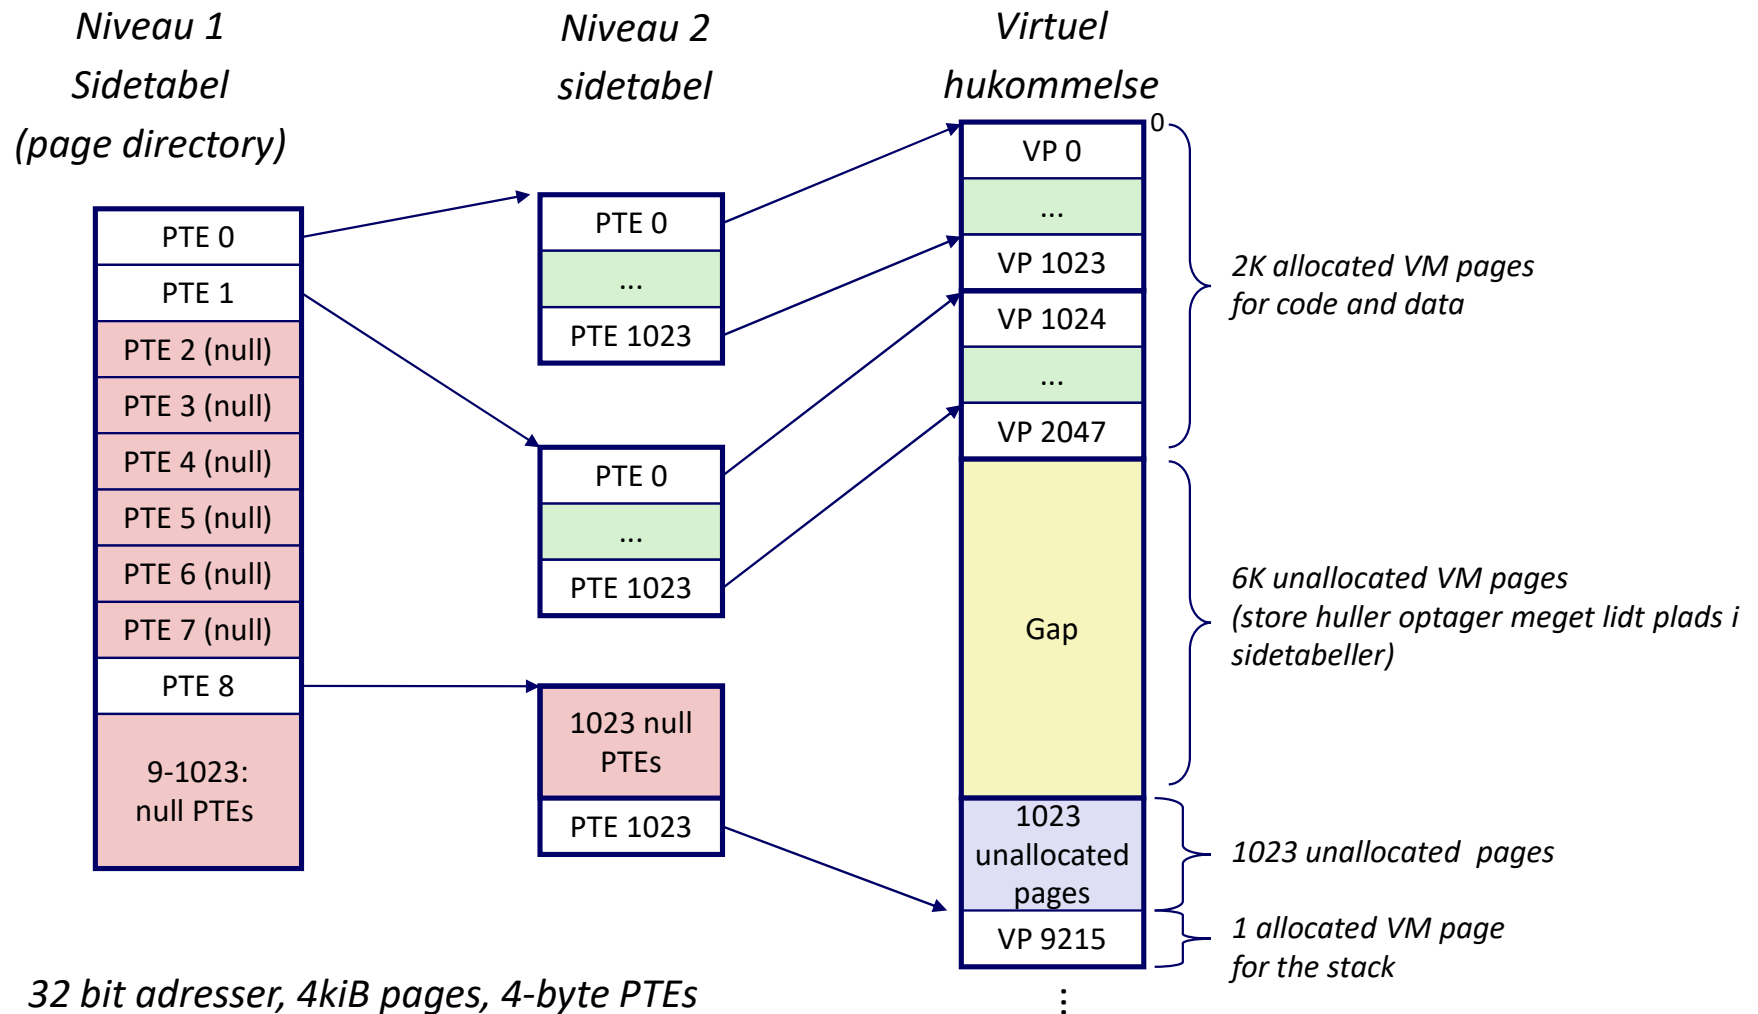 Niveau 1
Sidetabel
(page directory)
Niveau 2
sidetabel
Virtuel
hukommelse
PTE 0
PTE 1
PTE 2 (null)
PTE 3 (null)
PTE 4 (null)
PTE 5 (null)
PTE 6 (null)
PTE 7 (null)
PTE 8
9-1023:
null PTEs
PTE 0
...
PTE 1023
PTE 0
...
PTE 1023
1023 null
PTEs
PTE 1023
0
VP 0
...
VP 1023
VP 1024
...
VP 2047
Gap
1023
unallocated
pages
VP 9215
...
2K allocated VM pages
for code and data
6K unallocated VM pages
(store huller optager meget lidt plads i
sidetabeller)
1023 unallocated pages
1 allocated VM page
for the stack
32 bit adresser, 4kiB pages, 4-byte PTEs